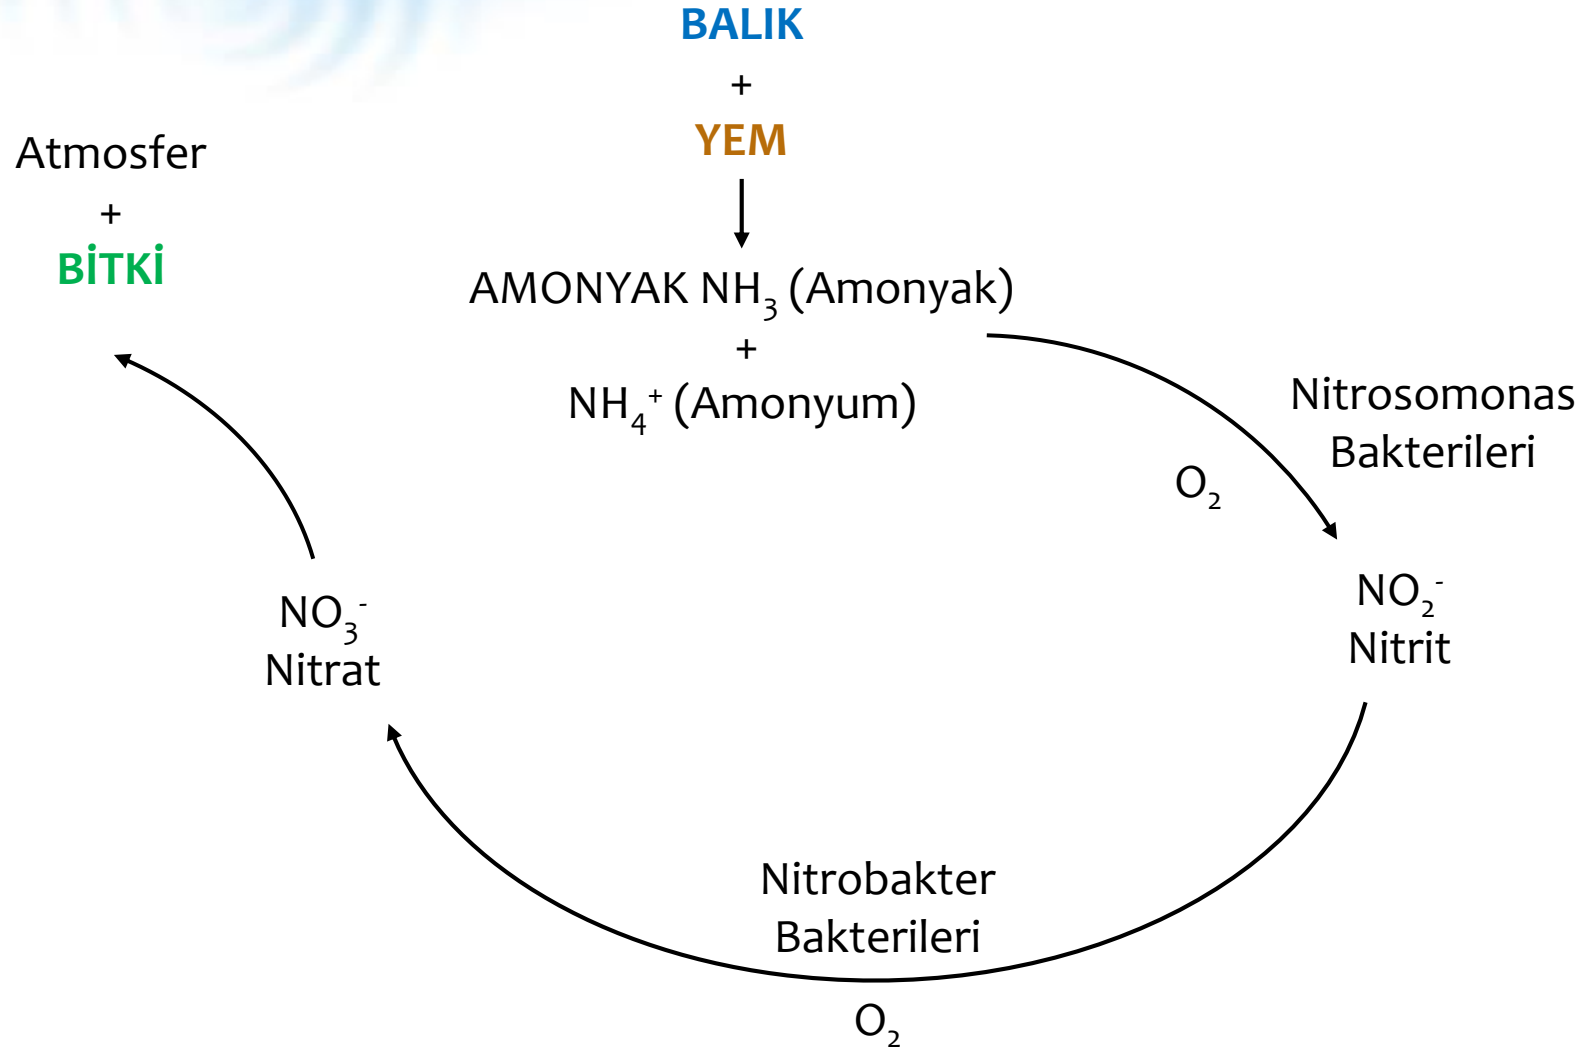 BALIK
+
YEM
Atmosfer
+
BİTKİ
AMONYAK NH₃ (Amonyak)
+
NH₄⁺ (Amonyum)
Nitrosomonas
Bakterileri
O₂
NO₂⁻
Nitrit
NO₃⁻
Nitrat
Nitrobakter
Bakterileri
O₂